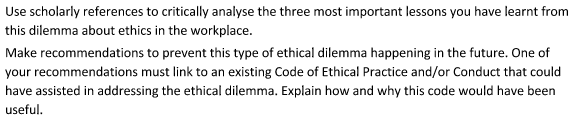 Use scholarly references to critically analyse the three most important lessons you have learnt from
this dilemma about ethics in the workplace.
Make recommendations to prevent this type of ethical dilemma happening in the future. One of
your recommendations must link to an existing Code of Ethical Practice and/or Conduct that could
have assisted in addressing the ethical dilemma. Explain how and why this code would have been
useful.